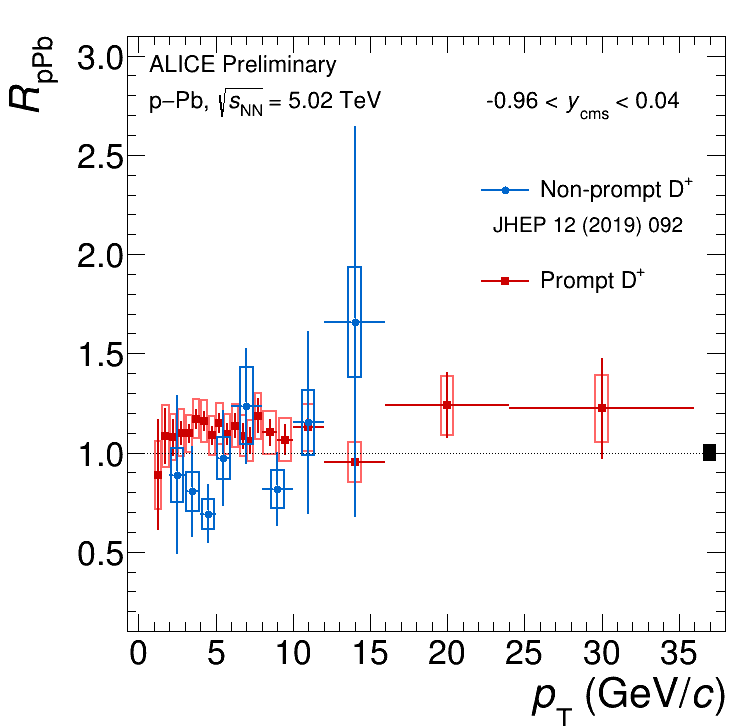 R_pPb
3.0
2.5
2.0
1.5
1.0
0.5
ALICE Preliminary
p−Pb, √s_NN = 5.02 TeV
-0.96 < y_cms < 0.04
Non-prompt D⁺
JHEP 12 (2019) 092
Prompt D⁺
0 5 10 15 20 25 30 35
p_T (GeV/c)